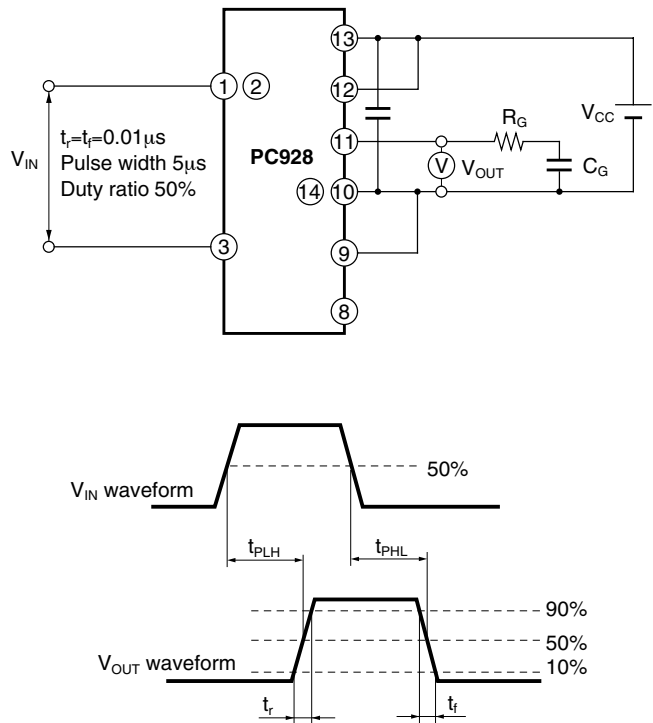 13
12
11
14 10
9
8
1 2
3
V_IN
t_r=t_f=0.01μs
Pulse width 5μs
Duty ratio 50%
PC928
R_G
V_CC
V
V_OUT
C_G
50%
V_IN waveform
t_PLH
t_PHL
90%
50%
10%
V_OUT waveform
t_r
t_f